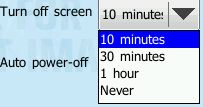 Turn off screen 10 minutes
10 minutes
30 minutes
Auto power-off
1 hour
Never